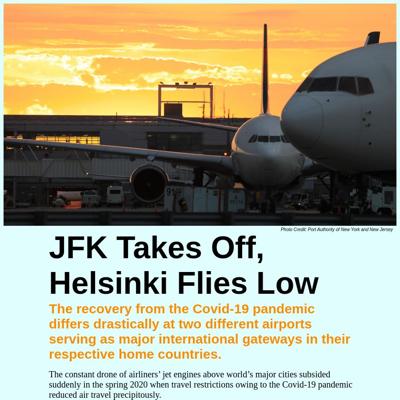 Photo Credit: Port Authority of New York and New Jersey
JFK Takes Off,
Helsinki Flies Low
The recovery from the Covid-19 pandemic
differs drastically at two different airports
serving as major international gateways in their
respective home countries.
The constant drone of airliners’ jet engines above world’s major cities subsided
suddenly in the spring 2020 when travel restrictions owing to the Covid-19 pandemic
reduced air travel precipitously.